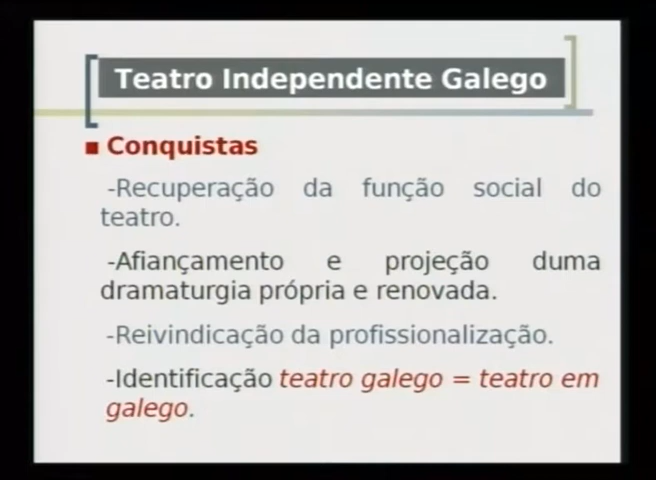 Teatro Independente Galego
Conquistas
-Recuperação da função social do
teatro.
-Afiançamento e projeção duma
dramaturgia própria e renovada.
-Reivindicação da profissionalização.
-Identificação teatro galego = teatro em
galego.